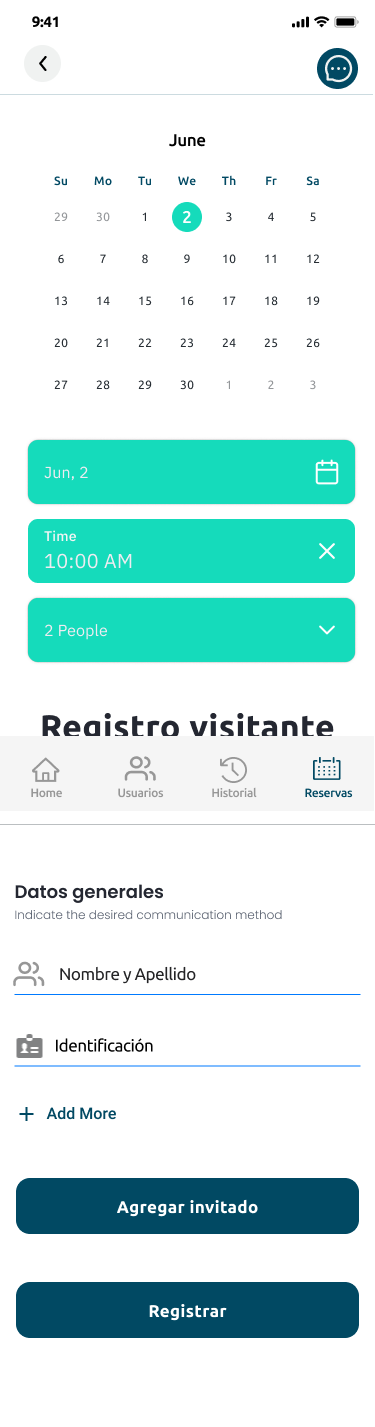 9:41
June
Su Mo Tu We Th Fr Sa
29 30 1 2 3 4 5
6 7 8 9 10 11 12
13 14 15 16 17 18 19
20 21 22 23 24 25 26
27 28 29 30 1 2 3
Jun, 2
Time
10:00 AM
2 People
Registro visitante
Home Usuarios Historial Reservas
Datos generales
Indicate the desired communication method
Nombre y Apellido
Identificación
+ Add More
Agregar invitado
Registrar